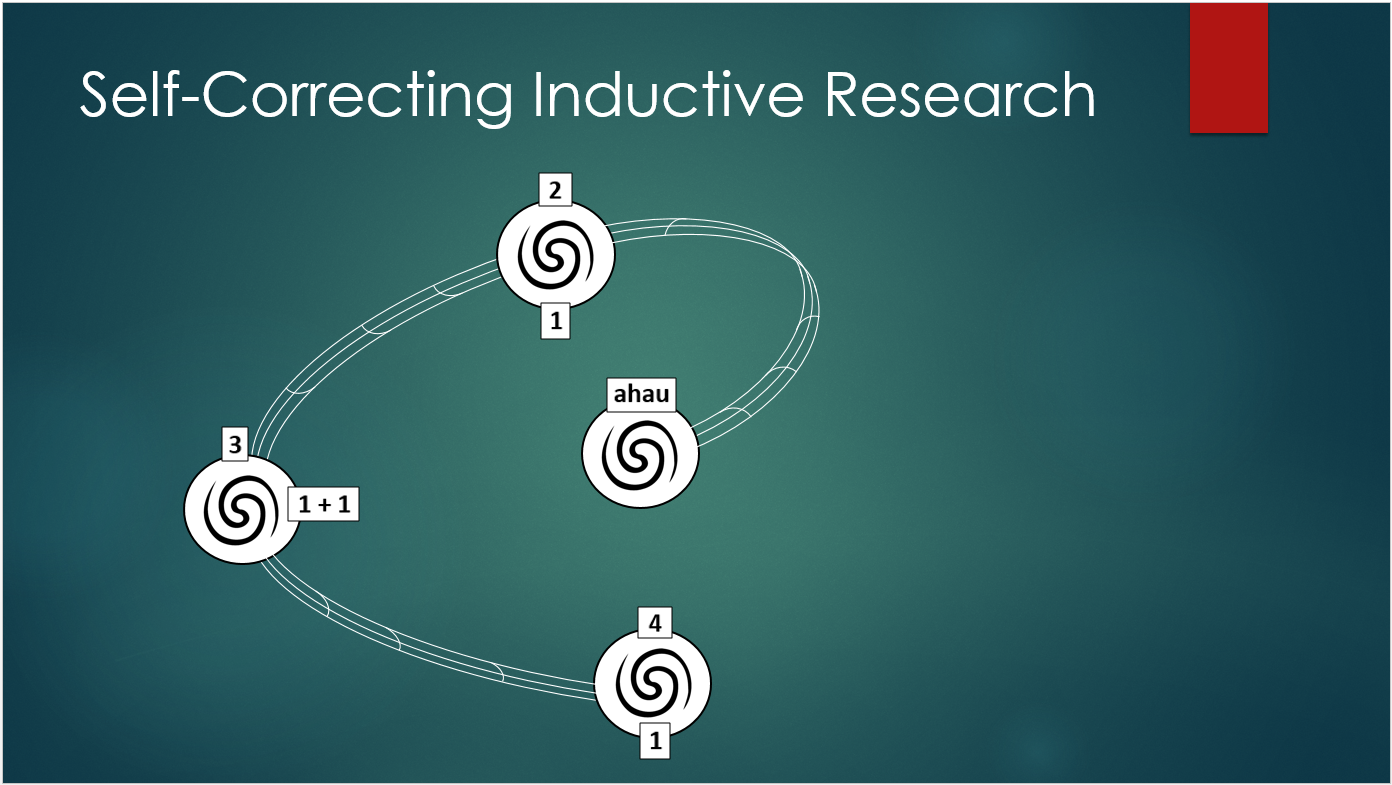 Self-Correcting Inductive Research
2
1
ahau
3
1 + 1
4
1